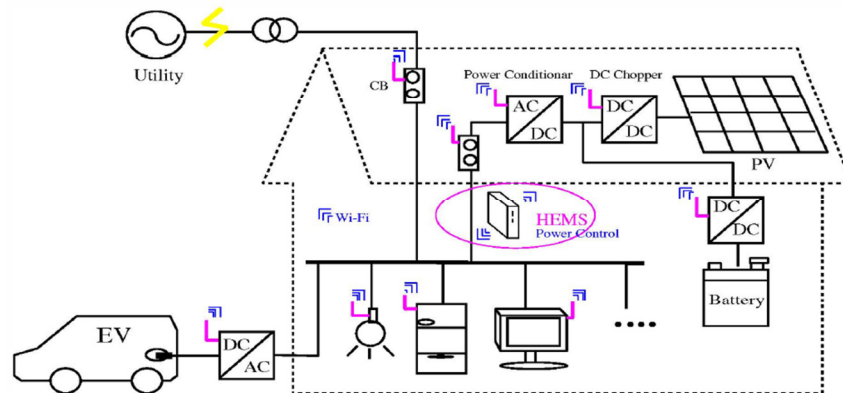 Utility
CB
Power Conditionar
DC Chopper
AC
DC
DC
DC
PV
Wi-Fi
HEMS
Power Control
DC
DC
Battery
EV
DC
AC